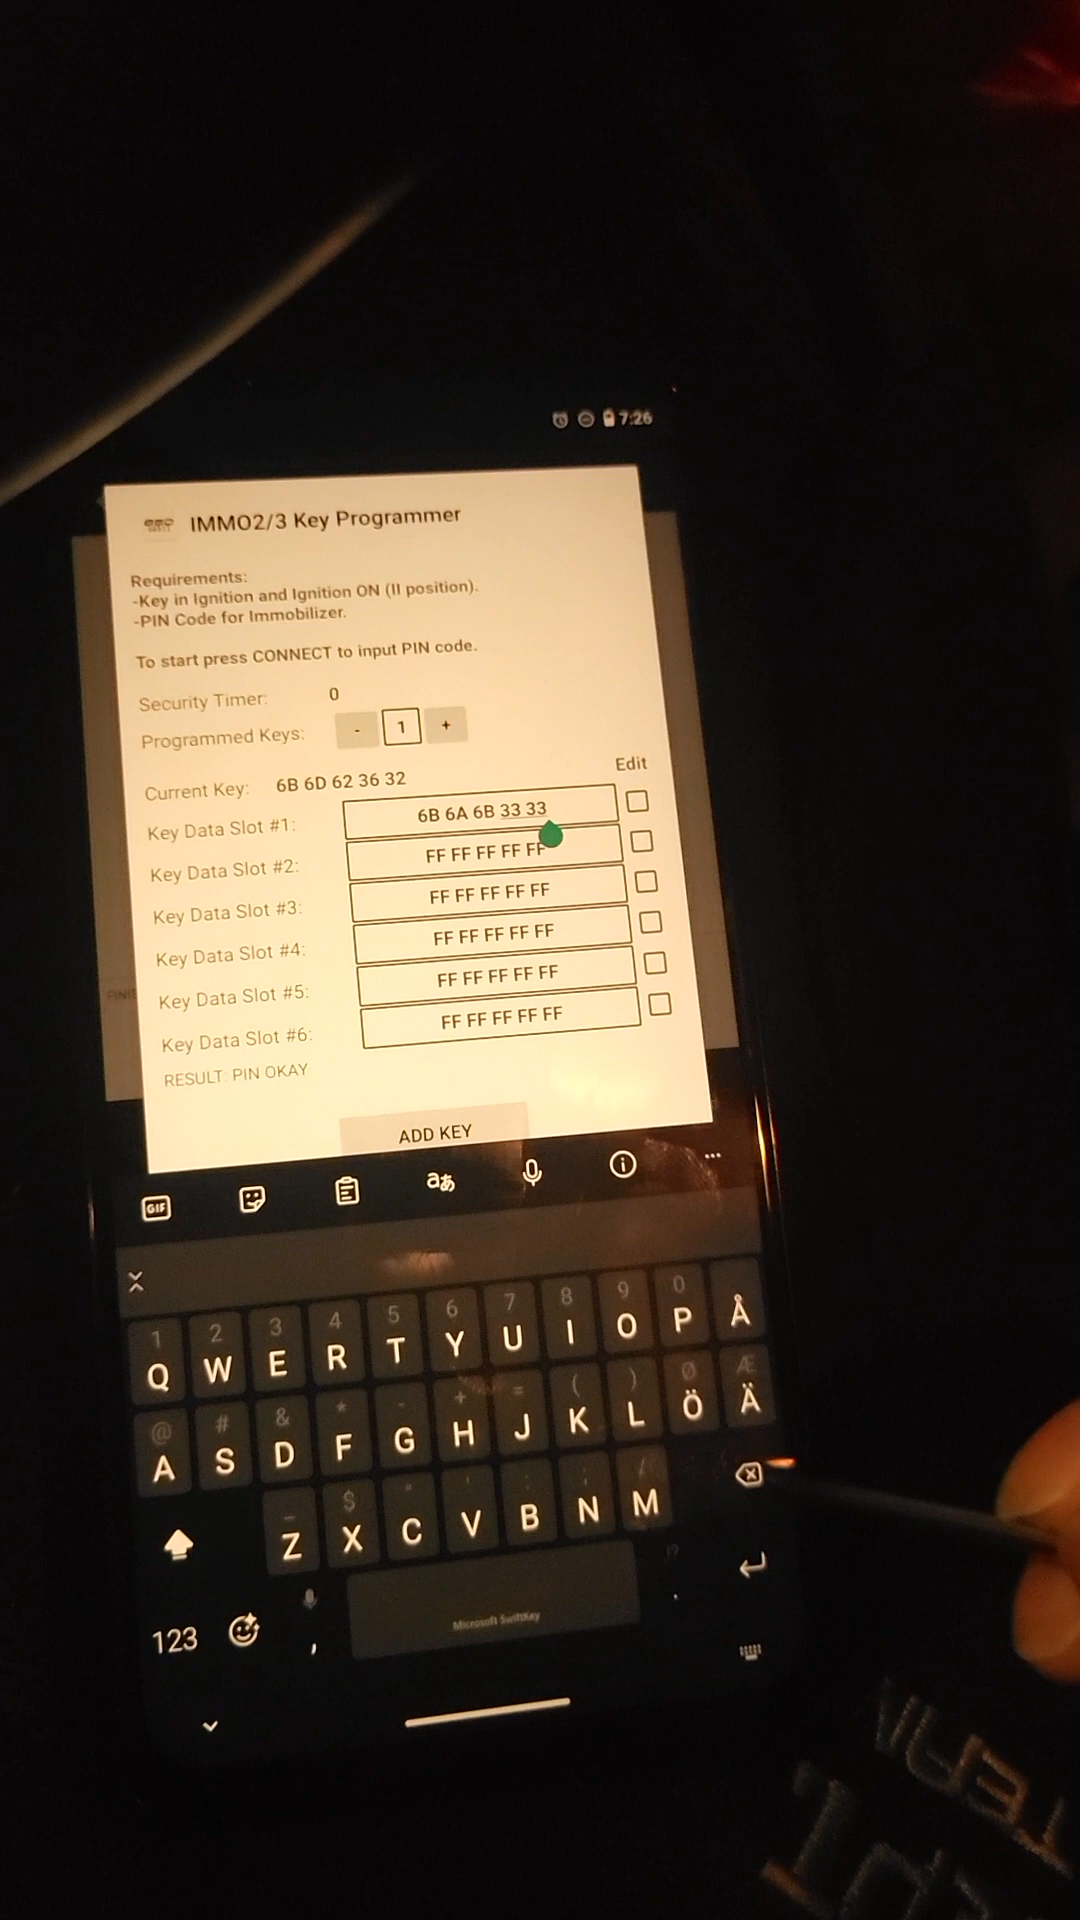 7:26
IMMO2/3 Key Programmer
Requirements:
-Key in Ignition and Ignition ON (II position).
-PIN Code for Immobilizer.
To start press CONNECT to input PIN code.
Security Timer: 0
Programmed Keys: - 1 +
Edit
Current Key: 6B 6D 62 36 32
Key Data Slot #1: 6B 6A 6B 33 33
Key Data Slot #2: FF FF FF FF FF
Key Data Slot #3: FF FF FF FF FF
Key Data Slot #4: FF FF FF FF FF
Key Data Slot #5: FF FF FF FF FF
Key Data Slot #6: FF FF FF FF FF
RESULT: PIN OKAY
ADD KEY
GIF aあ
1 2 3 4 5 6 7 8 9 0
Q W E R T Y U I O P Å
@ # & * - + = ( ) Ø Æ
A S D F G H J K L Ö Ä
_ $ " ' : ; /
Z X C V B N M
!?
123 , Microsoft SwiftKey .